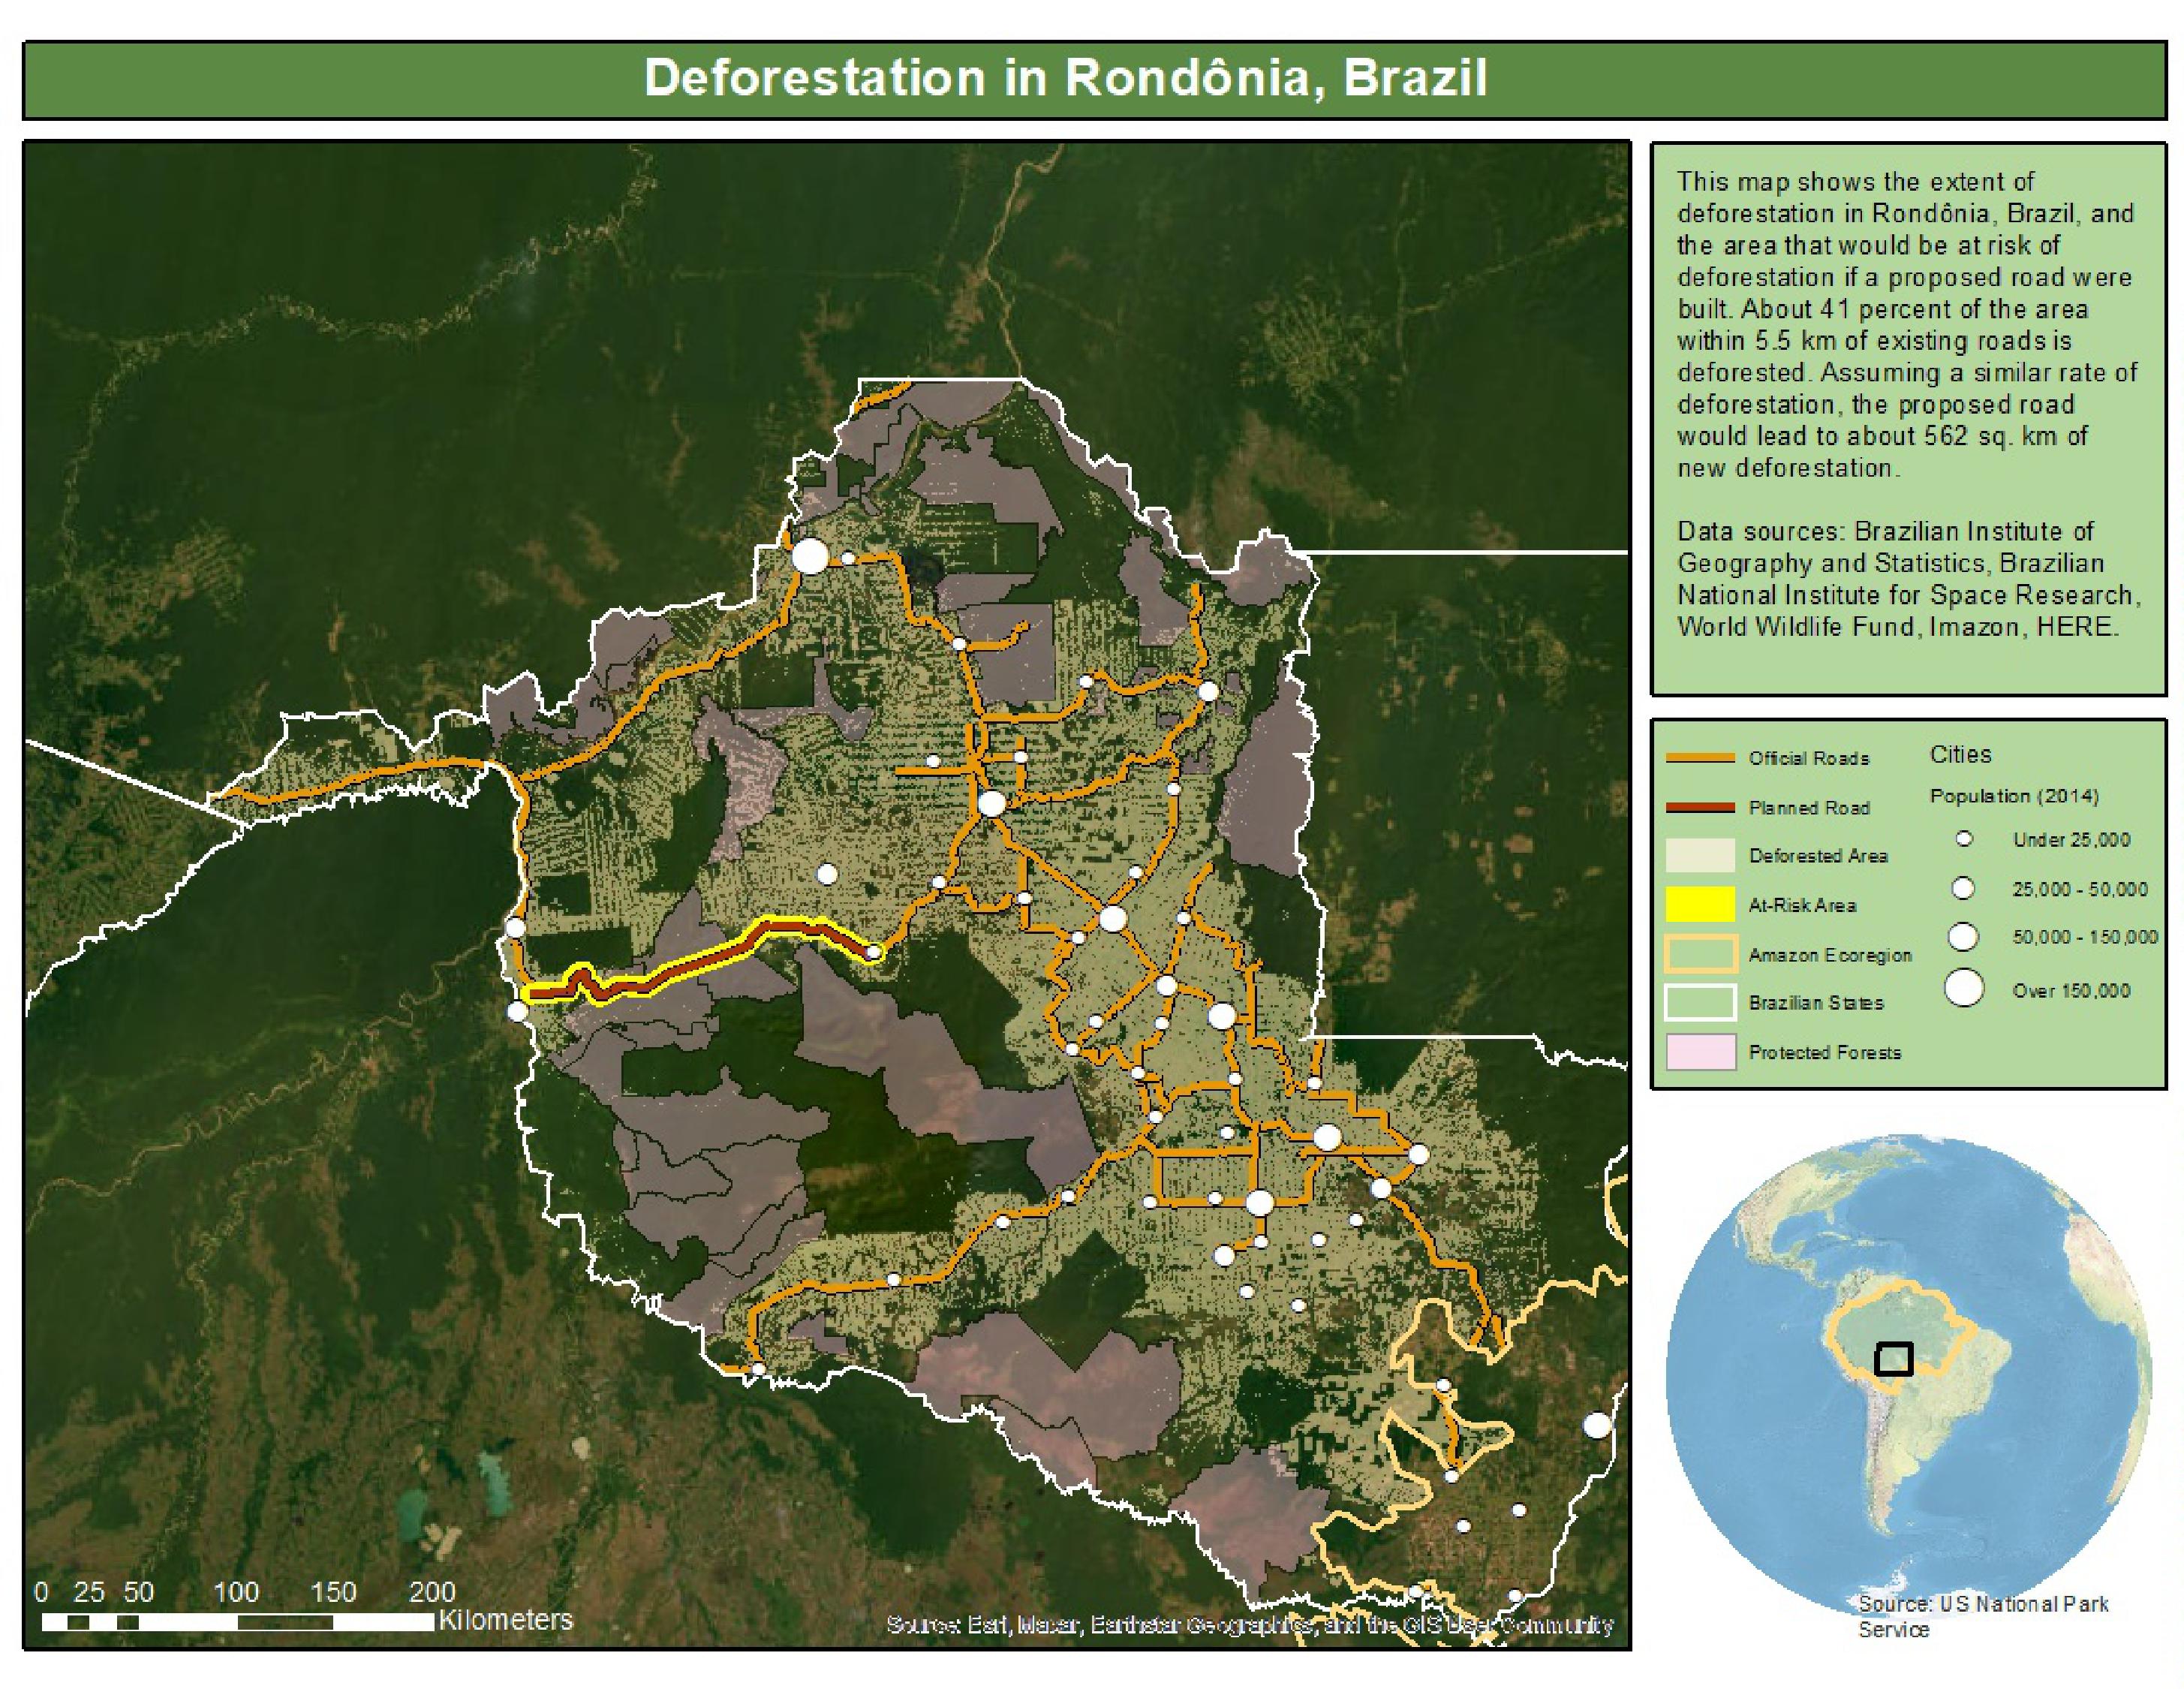 Deforestation in Rondônia, Brazil
This map shows the extent of
deforestation in Rondônia, Brazil, and
the area that would be at risk of
deforestation if a proposed road were
built. About 41 percent of the area
within 5.5 km of existing roads is
deforested. Assuming a similar rate of
deforestation, the proposed road
would lead to about 562 sq. km of
new deforestation.
Data sources: Brazilian Institute of
Geography and Statistics, Brazilian
National Institute for Space Research,
World Wildlife Fund, Imazon, HERE.
Official Roads
Planned Road
Deforested Area
At-Risk Area
Amazon Ecoregion
Brazilian States
Protected Forests
Cities
Population (2014)
Under 25,000
25,000 - 50,000
50,000 - 150,000
Over 150,000
0 25 50 100 150 200
Kilometers
Source: Esri, Maxar, Earthstar Geographics, and the GIS User Community
Source: US National Park
Service